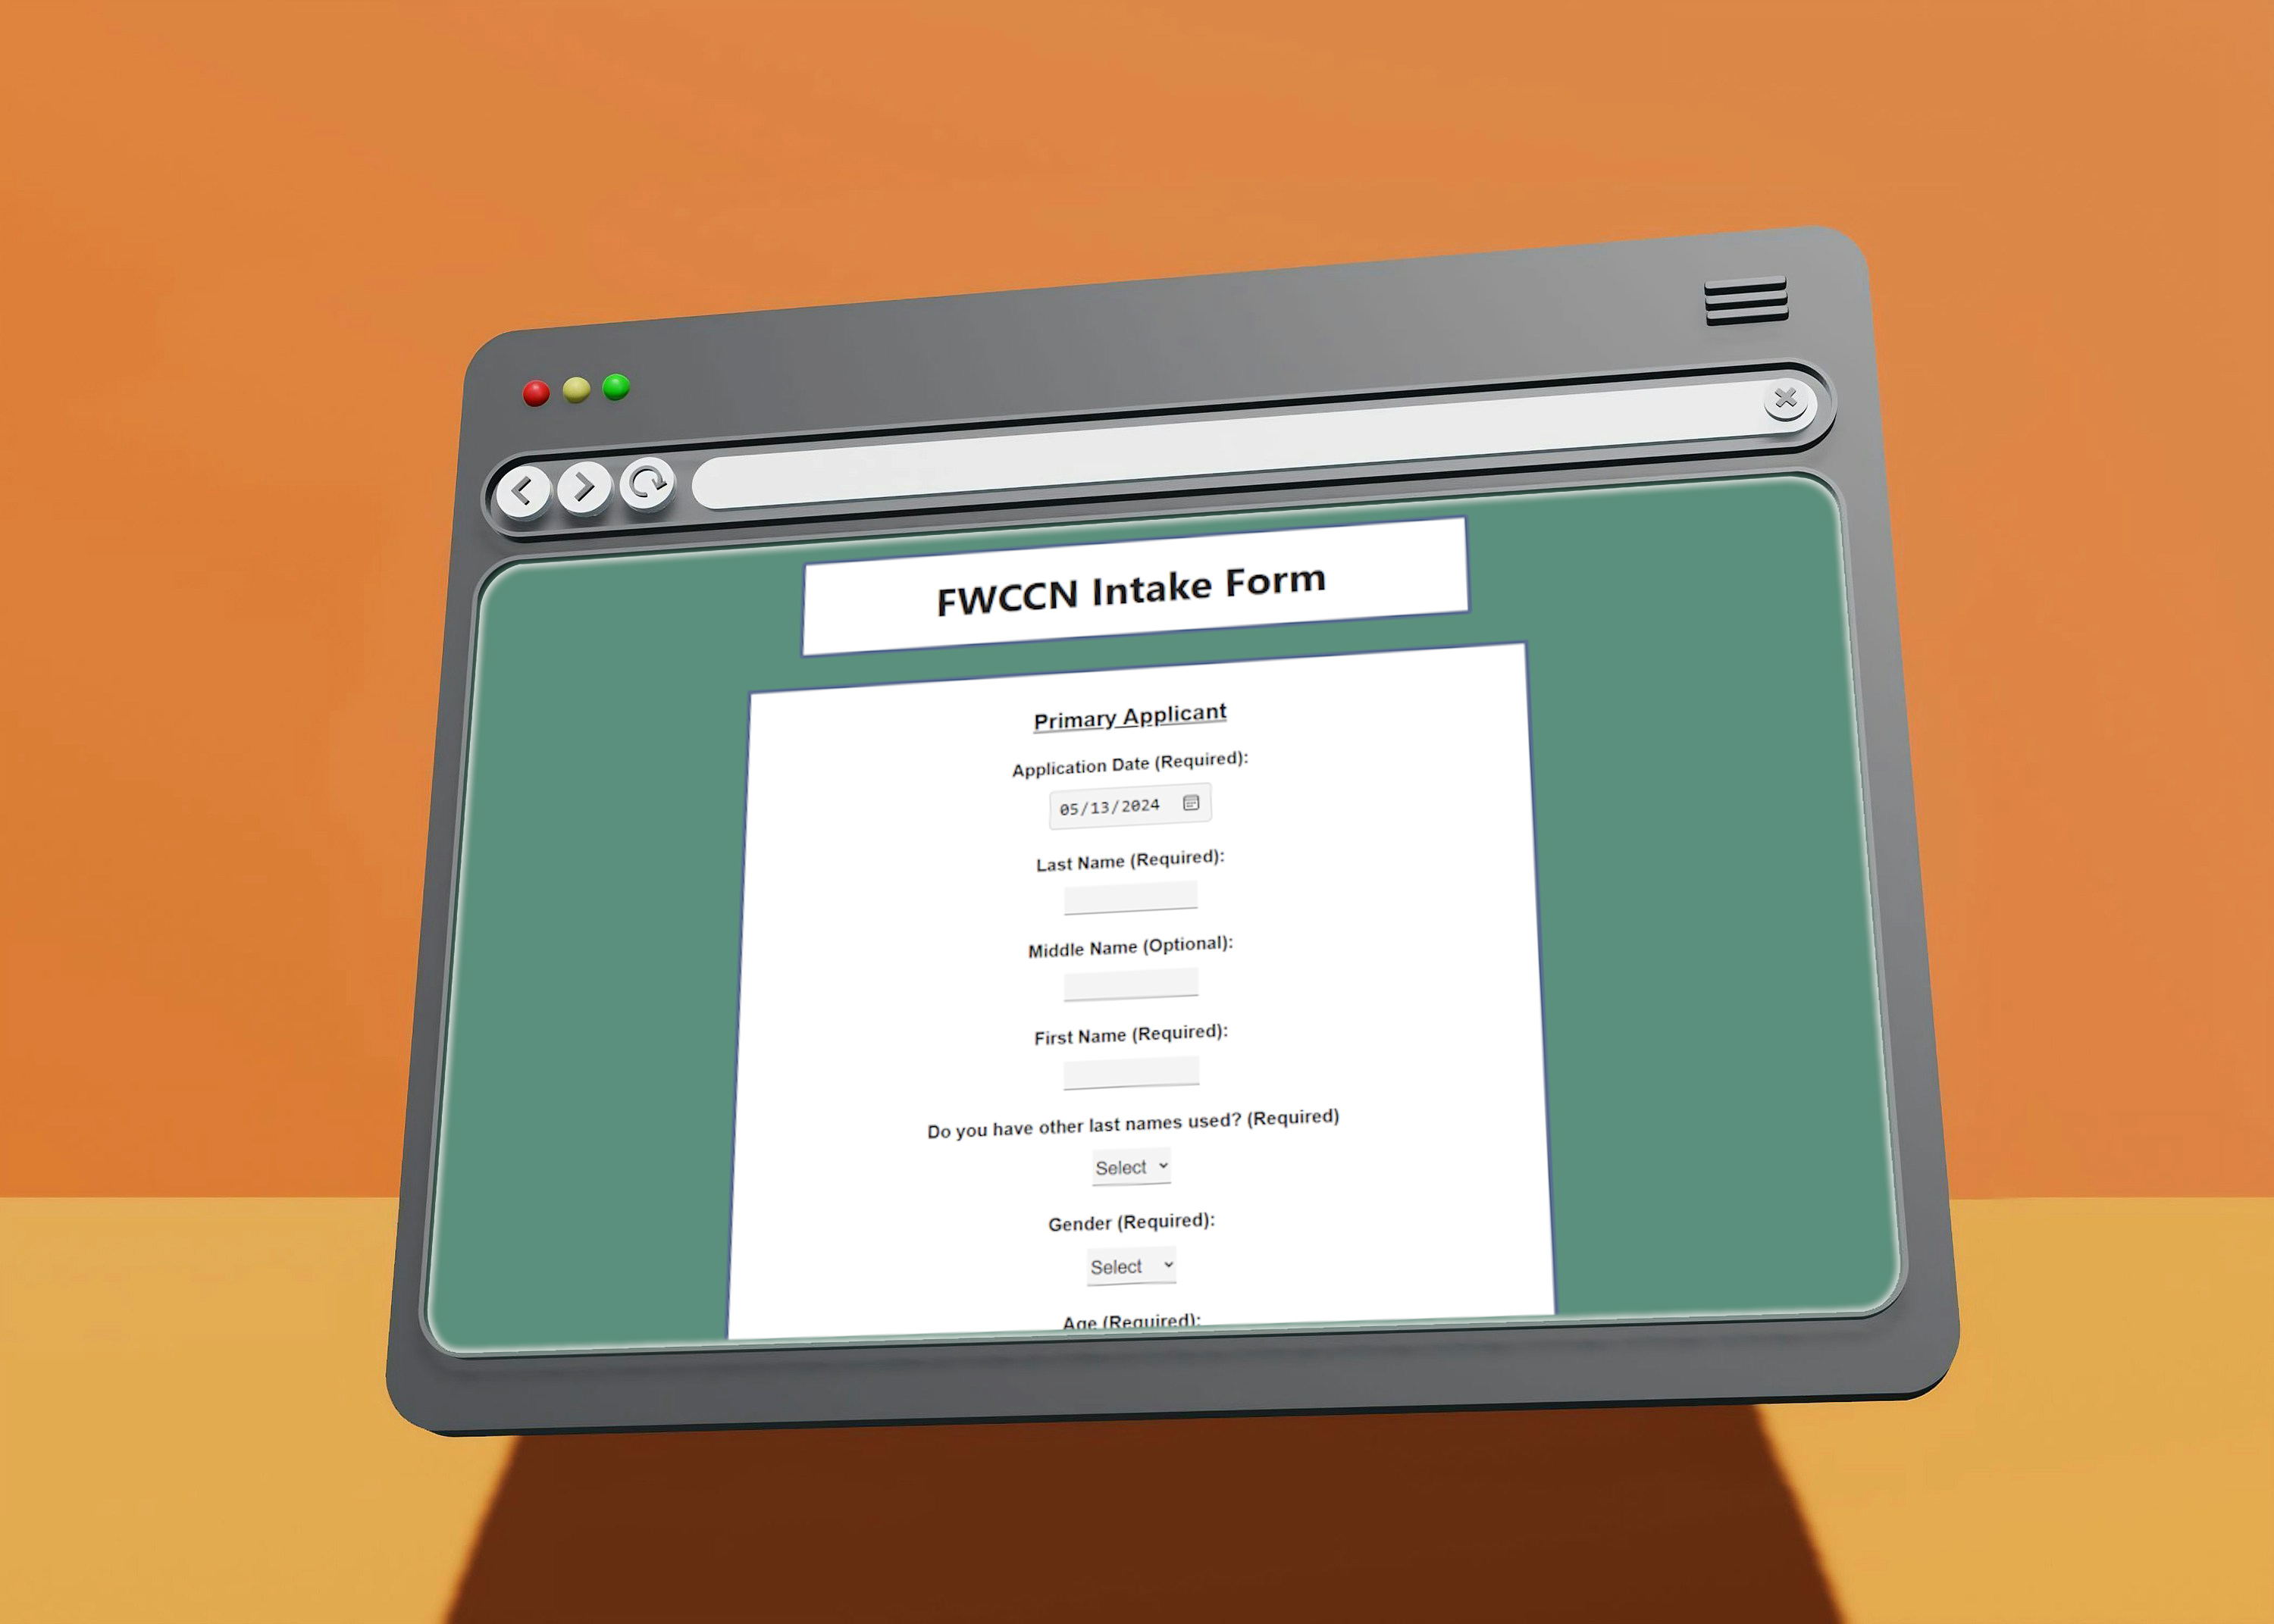 FWCCN Intake Form
Primary Applicant
Application Date (Required):
05/13/2024
Last Name (Required):
Middle Name (Optional):
First Name (Required):
Do you have other last names used? (Required)
Select
Gender (Required):
Select
Age (Required):